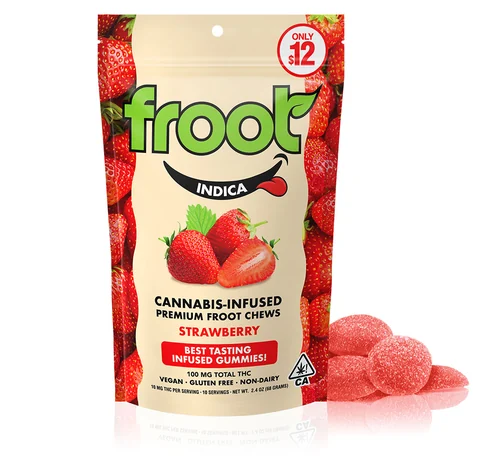 ONLY
$12
froot
INDICA
CANNABIS-INFUSED
PREMIUM FROOT CHEWS
STRAWBERRY
BEST TASTING
INFUSED GUMMIES!
100 MG TOTAL THC
VEGAN - GLUTEN FREE - NON-DAIRY
10 MG THC PER SERVING - 10 SERVINGS - NET WT. 2.4 OZ (68 GRAMS)
CA